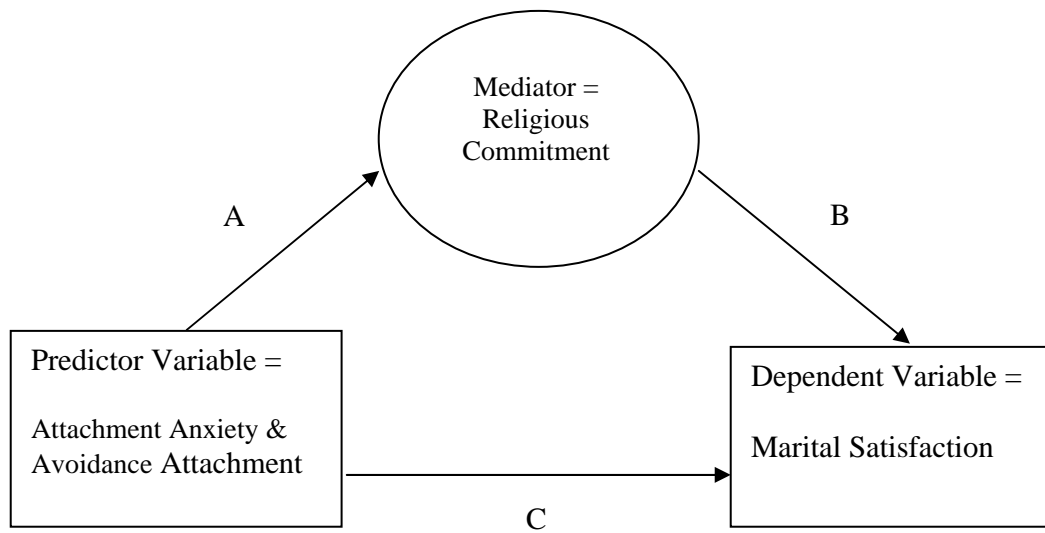 Mediator =
Religious
Commitment
A
B
Predictor Variable =
Attachment Anxiety &
Avoidance Attachment
Dependent Variable =
Marital Satisfaction
C